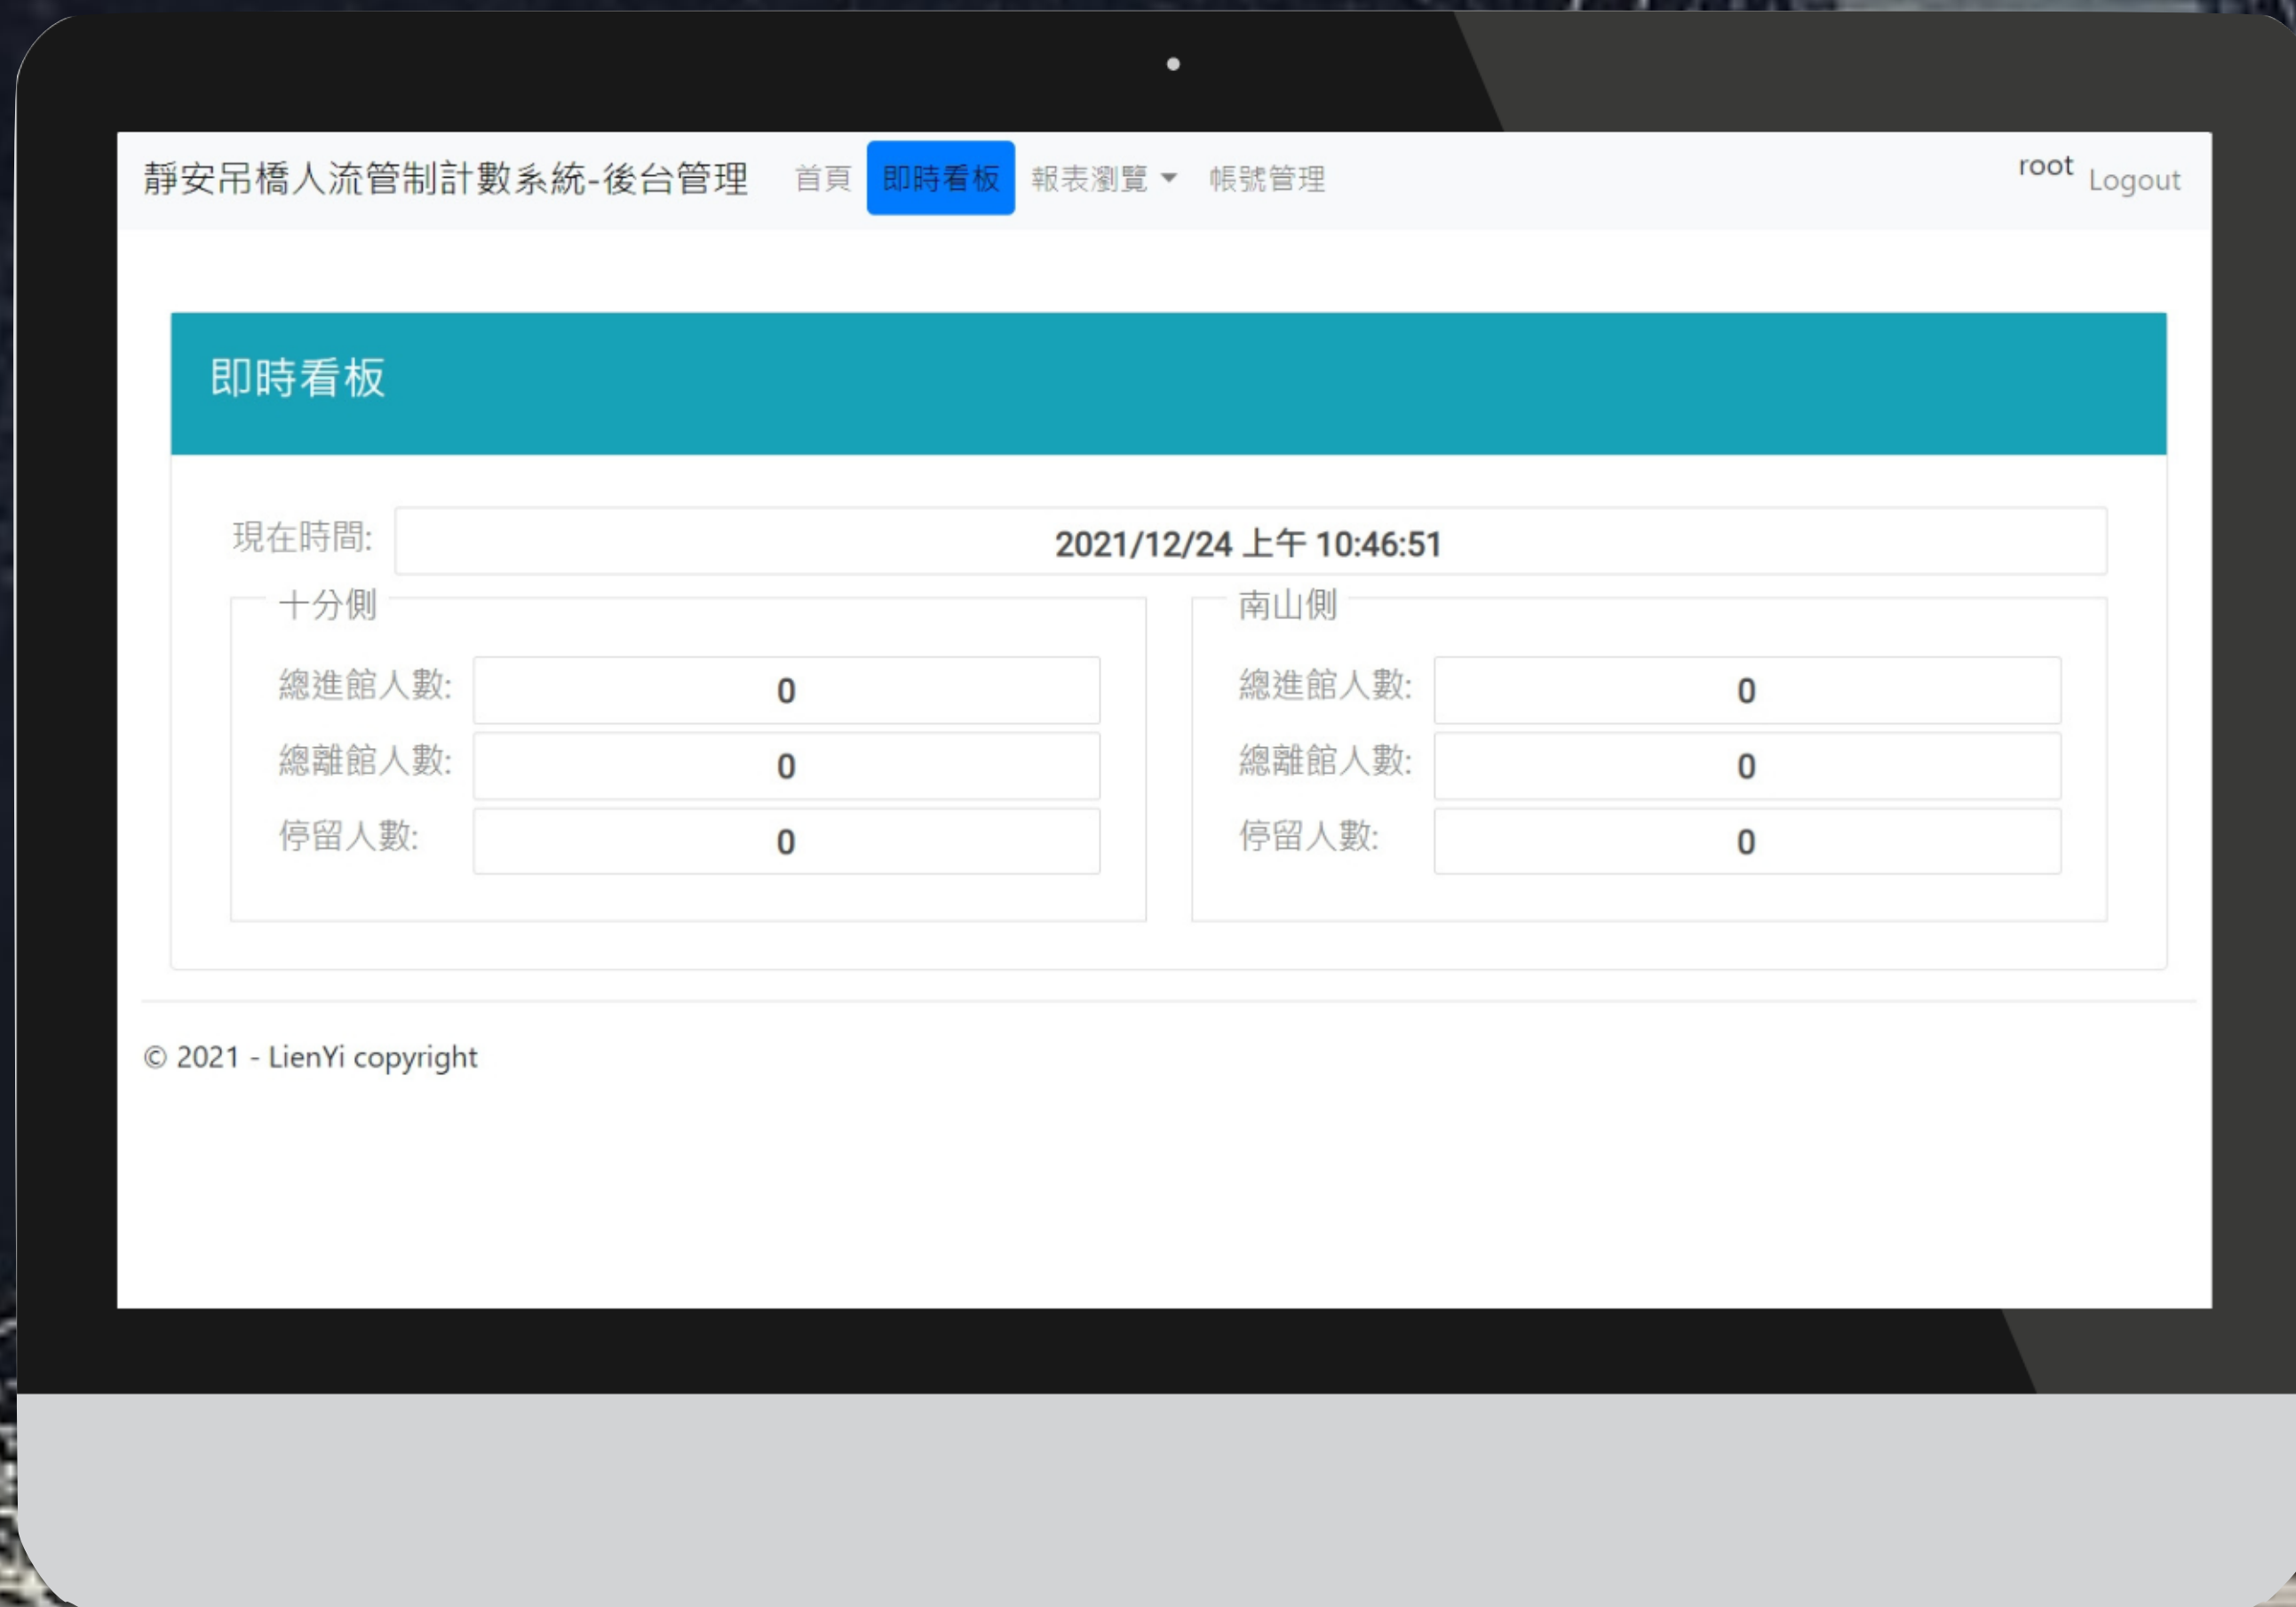 靜安吊橋人流管制計數系統-後台管理 首頁 即時看板 報表瀏覽 帳號管理 root Logout
即時看板
現在時間: 2021/12/24 上午 10:46:51
十分側
總進館人數: 0
總離館人數: 0
停留人數: 0
南山側
總進館人數: 0
總離館人數: 0
停留人數: 0
© 2021 - LienYi copyright